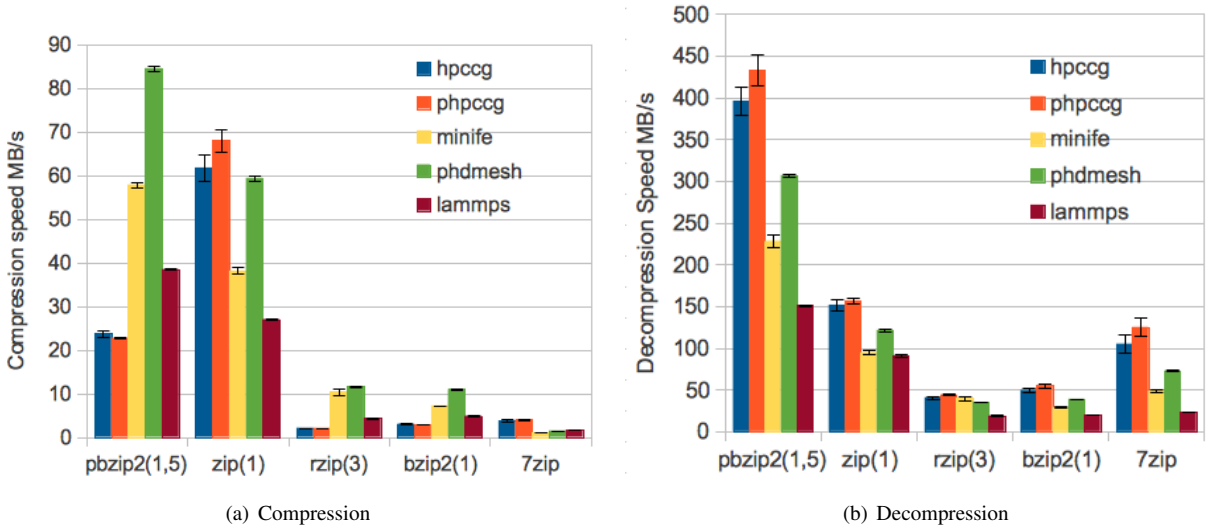 90
80
70
60
50
40
30
20
10
0
Compression speed MB/s
hpccg
phpccg
minife
phdmesh
lammps
pbzip2(1,5) zip(1) rzip(3) bzip2(1) 7zip
(a) Compression
500
450
400
350
300
250
200
150
100
50
0
Decompression Speed MB/s
hpccg
phpccg
minife
phdmesh
lammps
pbzip2(1,5) zip(1) rzip(3) bzip2(1) 7zip
(b) Decompression